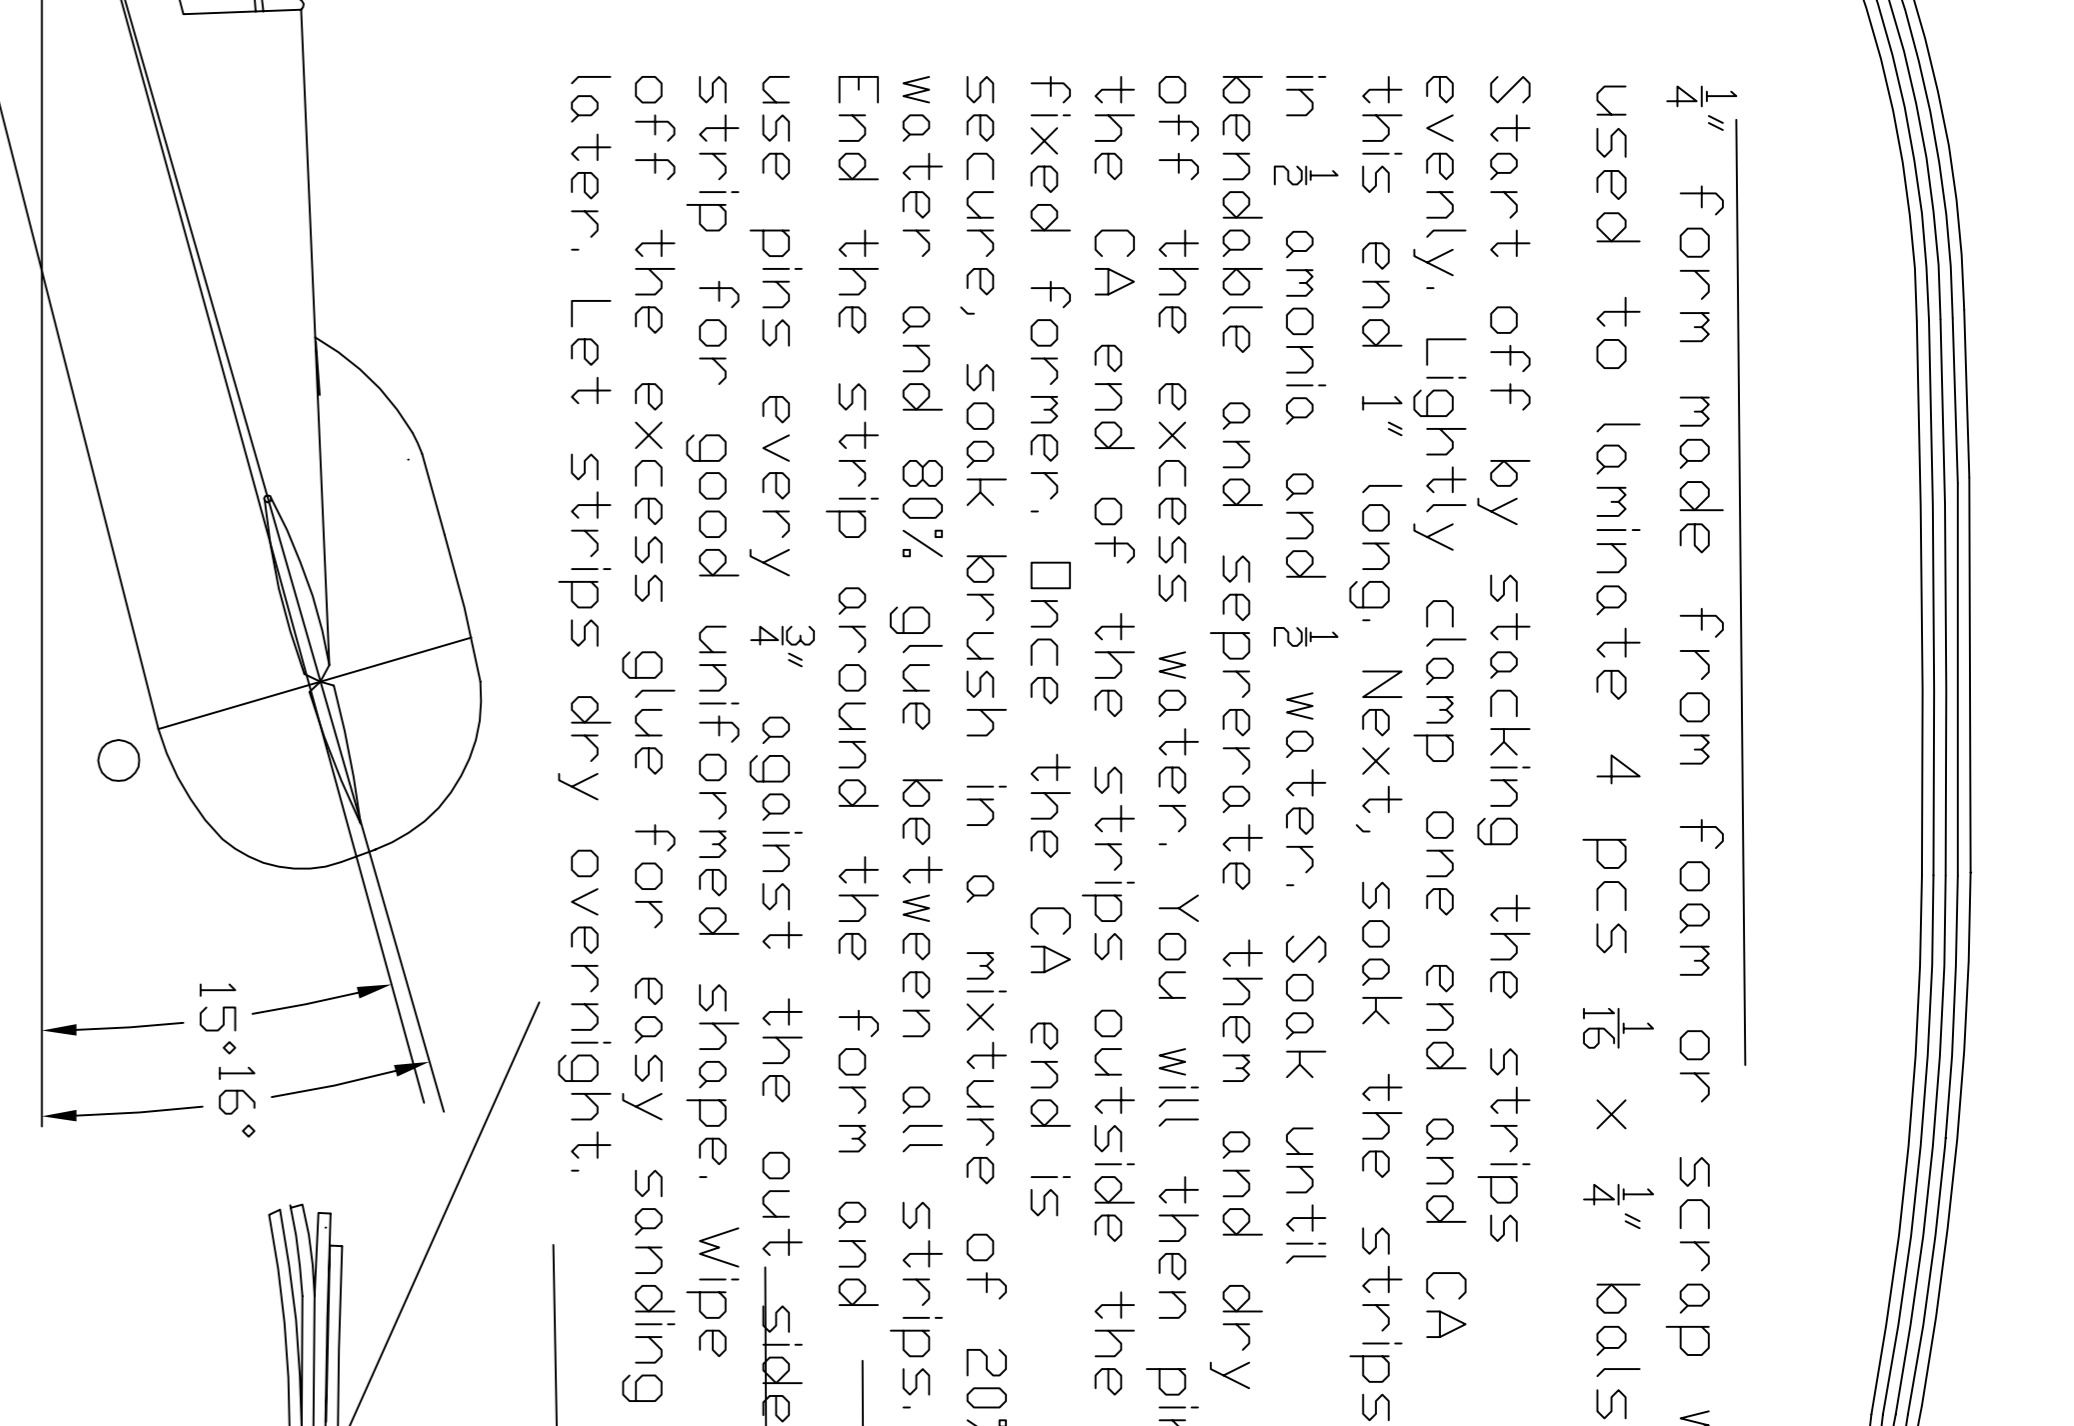 1/4" form made from foam or scrap
used to laminate 4 pcs 1/16 x 1/4" bals
Start off by stacking the strips
evenly. Lightly clamp one end and CA
this end 1" long. Next, soak the strips
in 1/2 amonia and 1/2 water. Soak until
bendable and seprerate them and dry
off the excess water. You will then pin
the CA end of the strips outside the
fixed former. Once the CA end is
secure, soak brush in a mixture of 20%
water and 80% glue between all strips.
End the strip around the form and
use pins every 3/4" against the out side
strip for good uniformed shape. Wipe
off the excess glue for easy sanding
later. Let strips dry overnight.
15°
16°